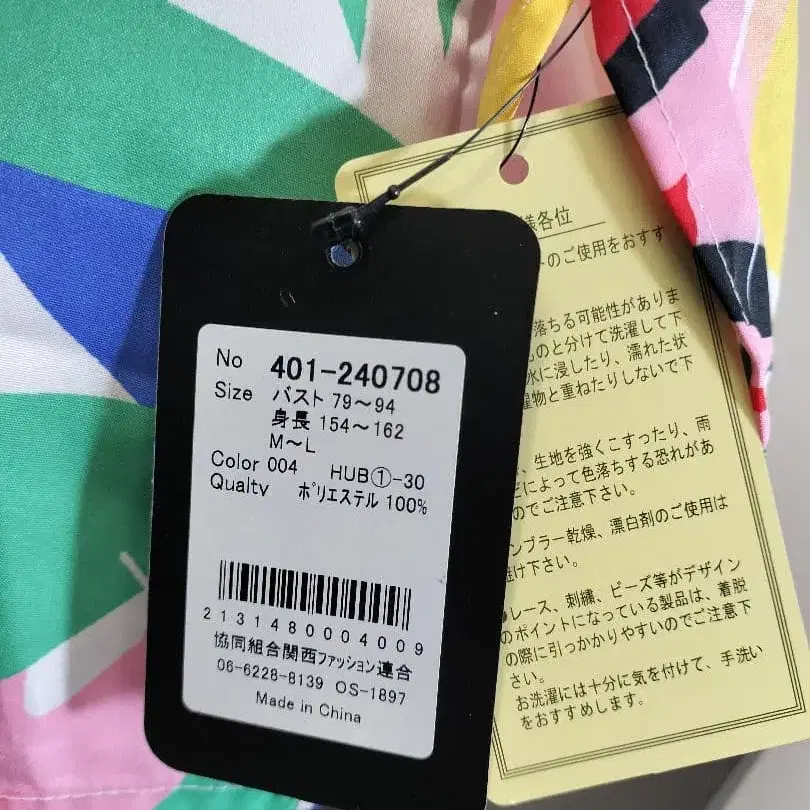 No 401-240708
Size バスト 79～94
身長 154～162
M～L
Color 004 HUB①-30
Qualty ポリエステル 100%
2131480004009
協同組合関西ファッション連合
06-6228-8139 OS-1897
Made in China
様各位
のご使用をおすす
落ちる可能性がありま
ものと分けて洗濯して下
水に浸したり、濡れた状
濯物と重ねたりしないで下
、生地を強くこすったり、雨
によって色落ちする恐れがあ
のでご注意下さい。
ンブラー乾燥、漂白剤のご使用は
避け下さい。
●レース、刺繍、ビーズ等がデザイン
のポイントになっている製品は、着脱
の際に引っかかりやすいのでご注意下
さい。
お洗濯には十分に気を付けて、手洗い
をおすすめします。